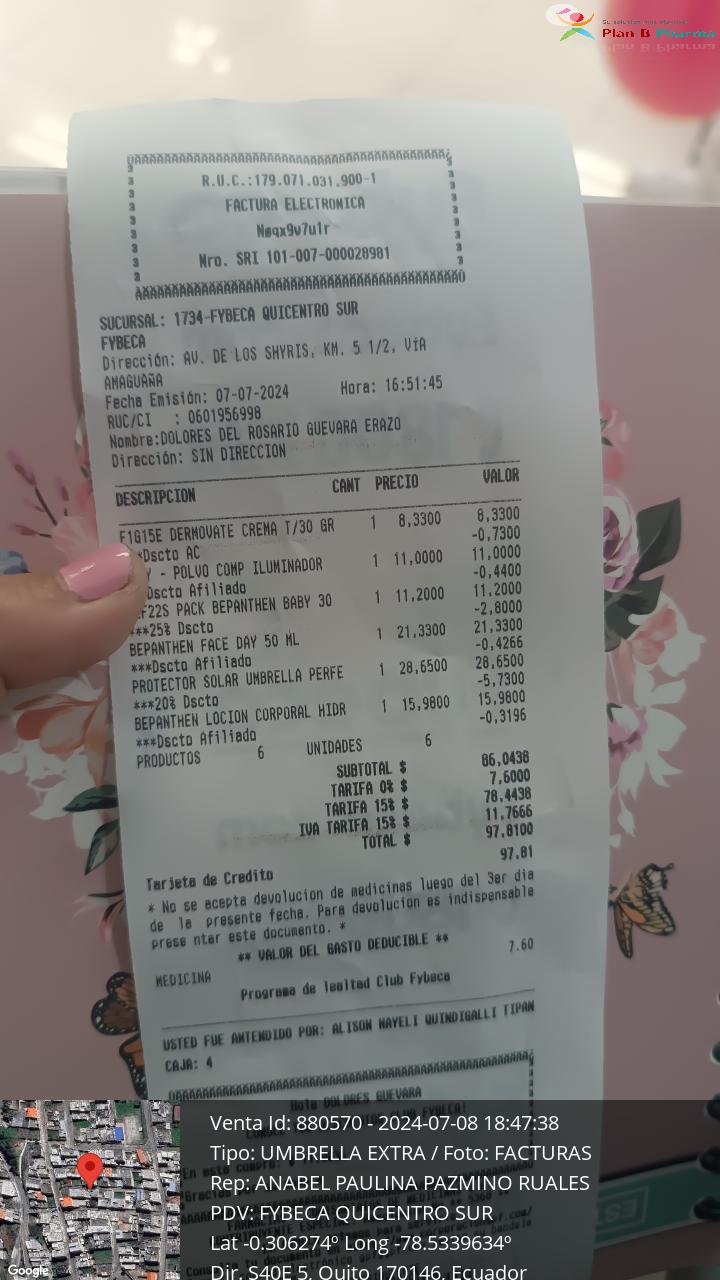 Plan B Pharma
R.U.C.:179.071.031.900-1
FACTURA ELECTRONICA
Nøqx9v7u1r
Nro. SRI 101-007-000028981
SUCURSAL: 1734-FYBECA QUICENTRO SUR
FYBECA
Dirección: AV. DE LOS SHYRIS, KM. 5 1/2, VíA
AMAGUAÑA
Fecha Emisión: 07-07-2024 Hora: 16:51:45
RUC/CI : 0601956998
Nombre:DOLORES DEL ROSARIO GUEVARA ERAZO
Dirección: SIN DIRECCION
DESCRIPCION CANT PRECIO VALOR
F1G15E DERMOVATE CREMA T/30 GR 1 8,3300 8,3300
*Dscto AC -0,7300
- POLVO COMP ILUMINADOR 1 11,0000 11,0000
Dscto Afiliado -0,4400
F22S PACK BEPANTHEN BABY 30 1 11,2000 11,2000
***25% Dscto -2,8000
BEPANTHEN FACE DAY 50 ML 1 21,3300 21,3300
***Dscto Afiliado -0,4266
PROTECTOR SOLAR UMBRELLA PERFE 1 28,6500 28,6500
***20% Dscto -5,7300
BEPANTHEN LOCION CORPORAL HIDR 1 15,9800 15,9800
***Dscto Afiliado -0,3196
PRODUCTOS 6 UNIDADES 6
SUBTOTAL $ 86,0438
TARIFA 0% $ 7,6000
TARIFA 15% $ 78,4438
IVA TARIFA 15% $ 11,7666
TOTAL $ 97,8100
Tarjeta de Credito 97,81
* No se acepta devolucion de medicinas luego del 3er dia
de la presente fecha. Para devolucion es indispensable
prese ntar este documento. *
** VALOR DEL GASTO DEDUCIBLE **
MEDICINA 7.60
Programa de lealtad Club Fybeca
USTED FUE ANTENDIDO POR: ALISON NAYELI QUINDIGALLI TIPAN
CAJA: 4
Hola DOLORES GUEVARA
Venta Id: 880570 - 2024-07-08 18:47:38
Tipo: UMBRELLA EXTRA / Foto: FACTURAS
Rep: ANABEL PAULINA PAZMINO RUALES
PDV: FYBECA QUICENTRO SUR
Lat -0.306274º Long -78.5339634º
Dir. S40E 5, Quito 170146, Ecuador
Google